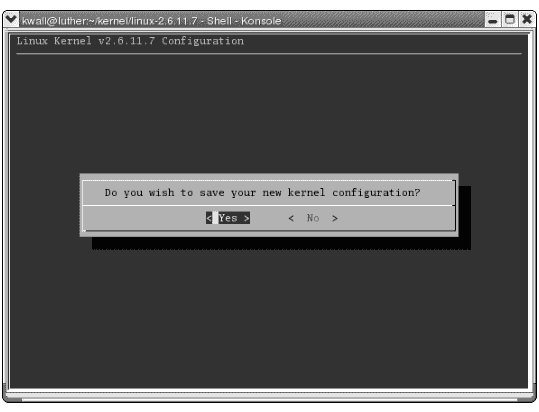 kwall@luther:~/kernel/linux-2.6.11.7 - Shell - Konsole
Linux Kernel v2.6.11.7 Configuration
Do you wish to save your new kernel configuration?
< Yes > < No >